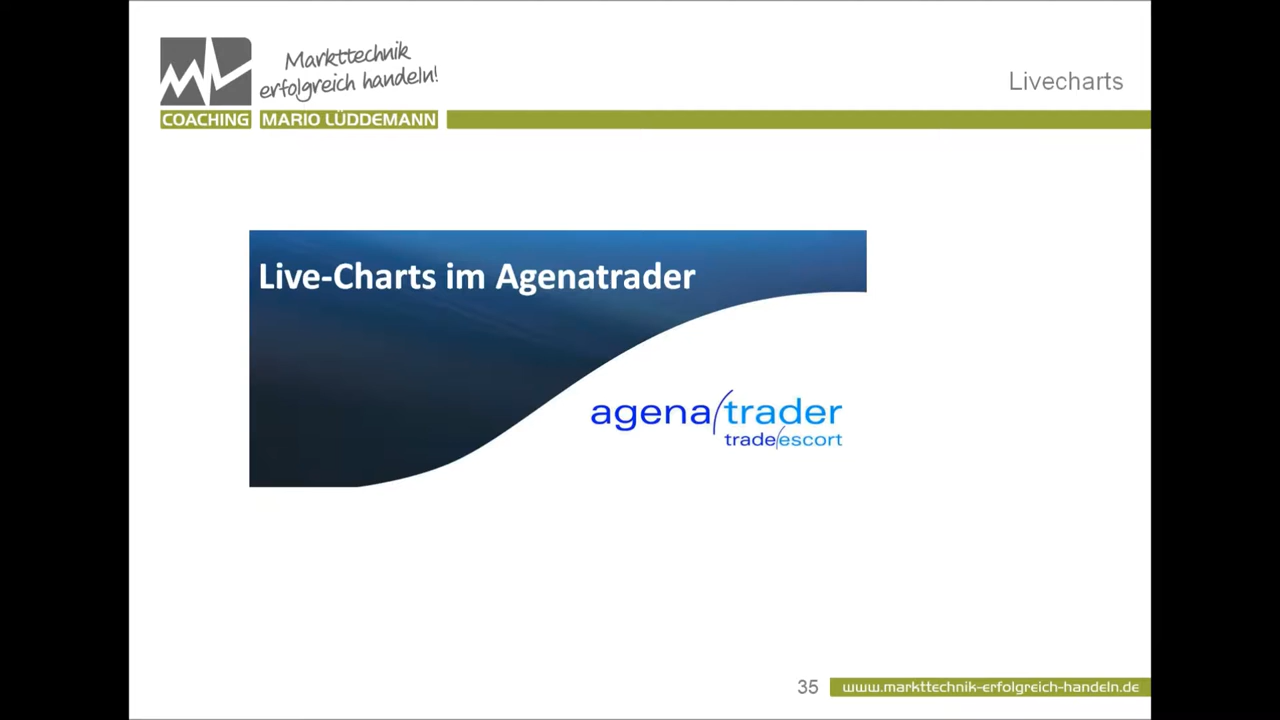 Markttechnik
erfolgreich handeln!
COACHING MARIO LÜDDEMANN
Livecharts
Live-Charts im Agenatrader
agena/trader
trade/escort
35
www.markttechnik-erfolgreich-handeln.de